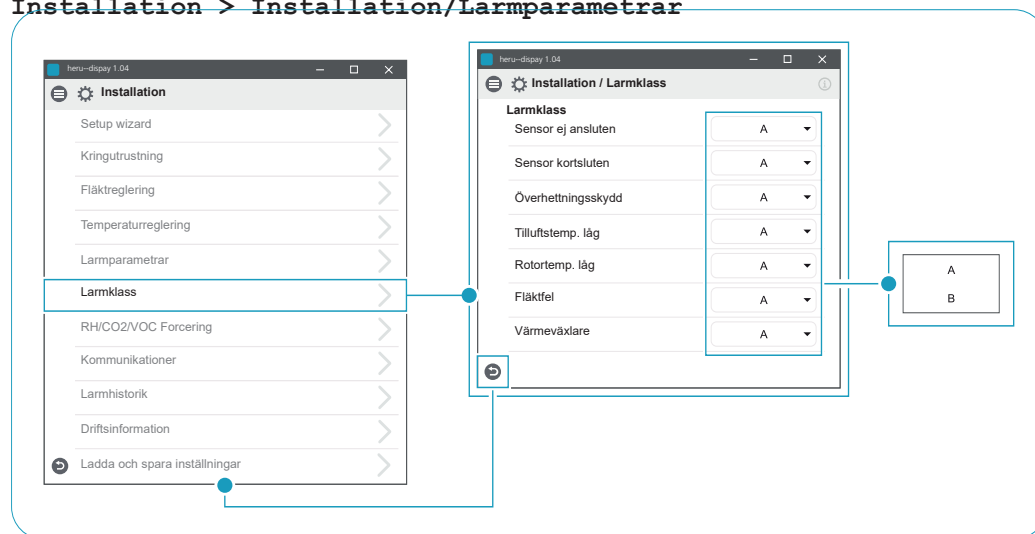 Installation > Installation/Larmparametrar
heru--dispay 1.04
Installation
Setup wizard
Kringutrustning
Fläktreglering
Temperaturreglering
Larmparametrar
Larmklass
RH/CO2/VOC Forcering
Kommunikationer
Larmhistorik
Driftsinformation
Ladda och spara inställningar
heru--dispay 1.04
Installation / Larmklass
Larmklass
Sensor ej ansluten A
Sensor kortsluten A
Överhettningsskydd A
Tilluftstemp. låg A
Rotortemp. låg A
Fläktfel A
Värmeväxlare A
A
B